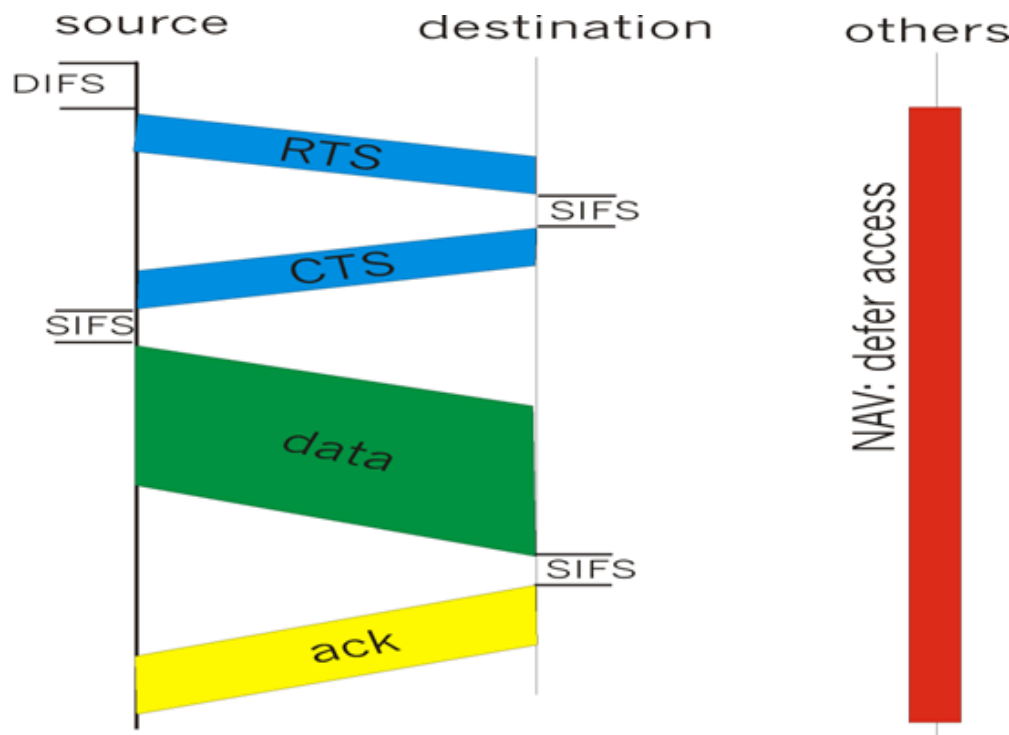 source
destination
others
DIFS
RTS
SIFS
CTS
SIFS
data
SIFS
ack
NAV: defer access